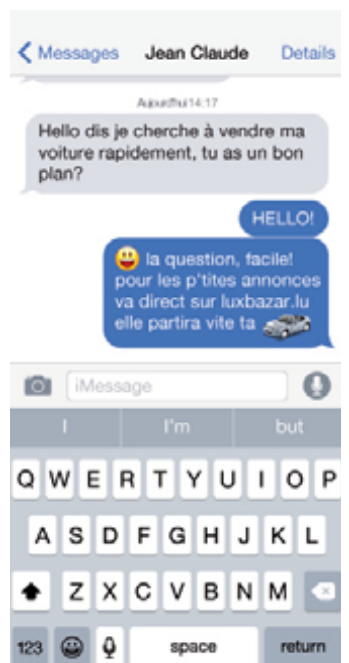 Messages Jean Claude Details
Aujourd'hui 14:17
Hello dis je cherche à vendre ma
voiture rapidement, tu as un bon
plan?
HELLO!
la question, facile!
pour les p'tites annonces
va direct sur luxbazar.lu
elle partira vite ta
iMessage
I I'm but
Q W E R T Y U I O P
A S D F G H J K L
Z X C V B N M
123 space return